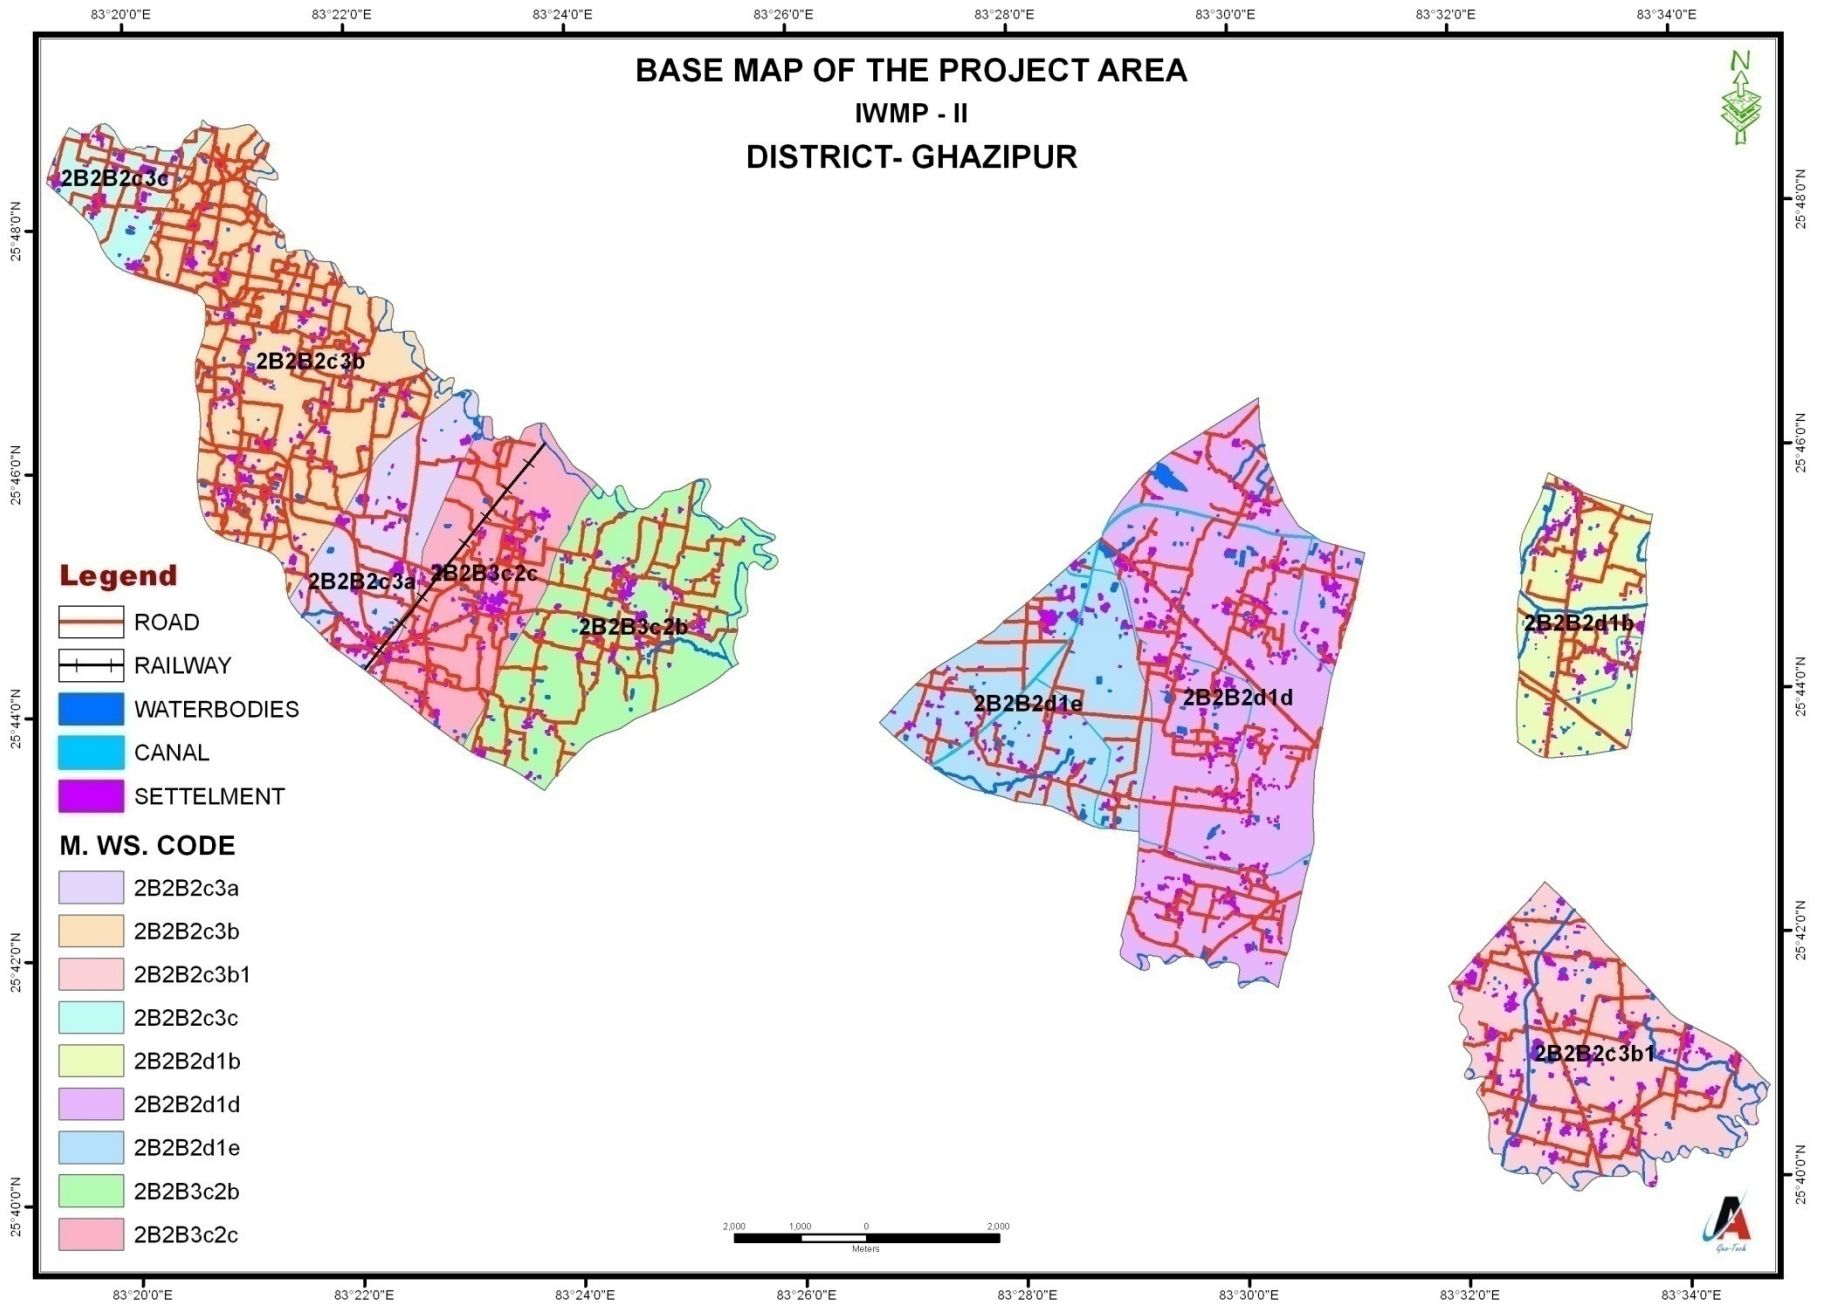 83°20'0"E 83°22'0"E 83°24'0"E 83°26'0"E 83°28'0"E 83°30'0"E 83°32'0"E 83°34'0"E
BASE MAP OF THE PROJECT AREA
IWMP - II
DISTRICT- GHAZIPUR
N
25°48'0"N
25°46'0"N
25°44'0"N
25°42'0"N
25°40'0"N
25°48'0"N
25°46'0"N
25°44'0"N
25°42'0"N
25°40'0"N
2B2B2c3c
2B2B2c3b
2B2B2c3a
2B2B3c2c
2B2B3c2b
2B2B2d1e
2B2B2d1d
2B2B2d1b
2B2B2c3b1
Legend
ROAD
RAILWAY
WATERBODIES
CANAL
SETTELMENT
M. WS. CODE
2B2B2c3a
2B2B2c3b
2B2B2c3b1
2B2B2c3c
2B2B2d1b
2B2B2d1d
2B2B2d1e
2B2B3c2b
2B2B3c2c
2,000 1,000 0 2,000
Meters
A
Geo-Tech
83°20'0"E 83°22'0"E 83°24'0"E 83°26'0"E 83°28'0"E 83°30'0"E 83°32'0"E 83°34'0"E